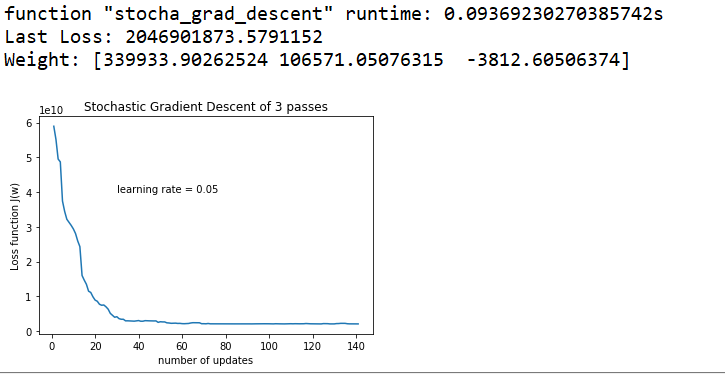 function "stocha_grad_descent" runtime: 0.09369230270385742s
Last Loss: 2046901873.5791152
Weight: [339933.90262524 106571.05076315  -3812.60506374]
Stochastic Gradient Descent of 3 passes
1e10
6
5
4
3
2
1
0
Loss function J(w)
learning rate = 0.05
0 20 40 60 80 100 120 140
number of updates